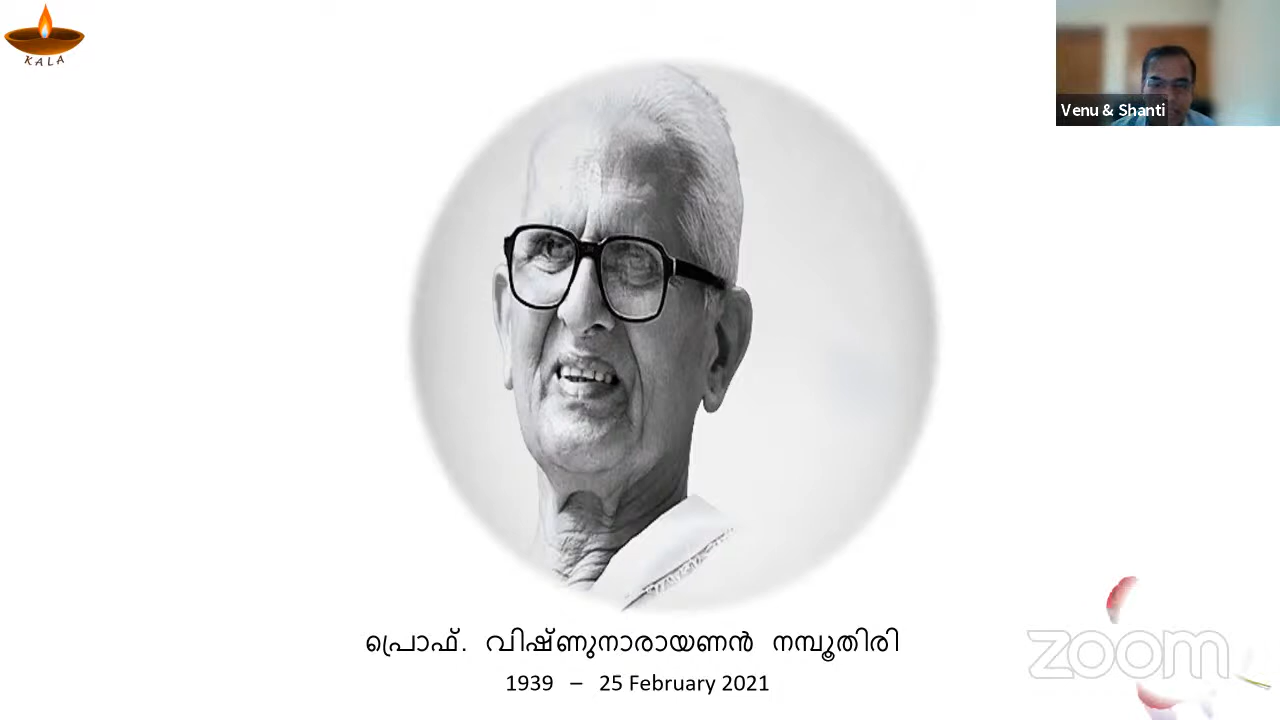 KALA
Venu & Shanti
പ്രൊഫ്. വിഷ്ണുനാരായണൻ നമ്പൂതിരി
1939 – 25 February 2021
zoom